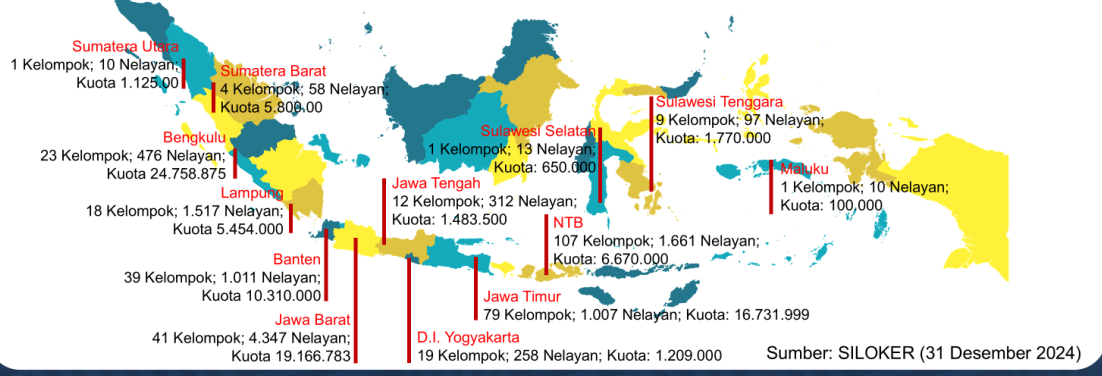 Sumatera Utara
1 Kelompok; 10 Nelayan;
Kuota 1.125.00
Sumatera Barat
4 Kelompok; 58 Nelayan;
Kuota 5.800.00
Bengkulu
23 Kelompok; 476 Nelayan;
Kuota 24.758.875
Lampung
18 Kelompok; 1.517 Nelayan;
Kuota 5.454.000
Banten
39 Kelompok; 1.011 Nelayan;
Kuota 10.310.000
Jawa Barat
41 Kelompok; 4.347 Nelayan;
Kuota 19.166.783
Jawa Tengah
12 Kelompok; 312 Nelayan;
Kuota: 1.483.500
D.I. Yogyakarta
19 Kelompok; 258 Nelayan; Kuota: 1.209.000
Jawa Timur
79 Kelompok; 1.007 Nelayan; Kuota: 16.731.999
NTB
107 Kelompok; 1.661 Nelayan;
Kuota: 6.670.000
Sulawesi Selatan
1 Kelompok; 13 Nelayan;
Kuota: 650.000
Sulawesi Tenggara
9 Kelompok; 97 Nelayan;
Kuota: 1.770.000
Maluku
1 Kelompok; 10 Nelayan;
Kuota: 100.000
Sumber: SILOKER (31 Desember 2024)